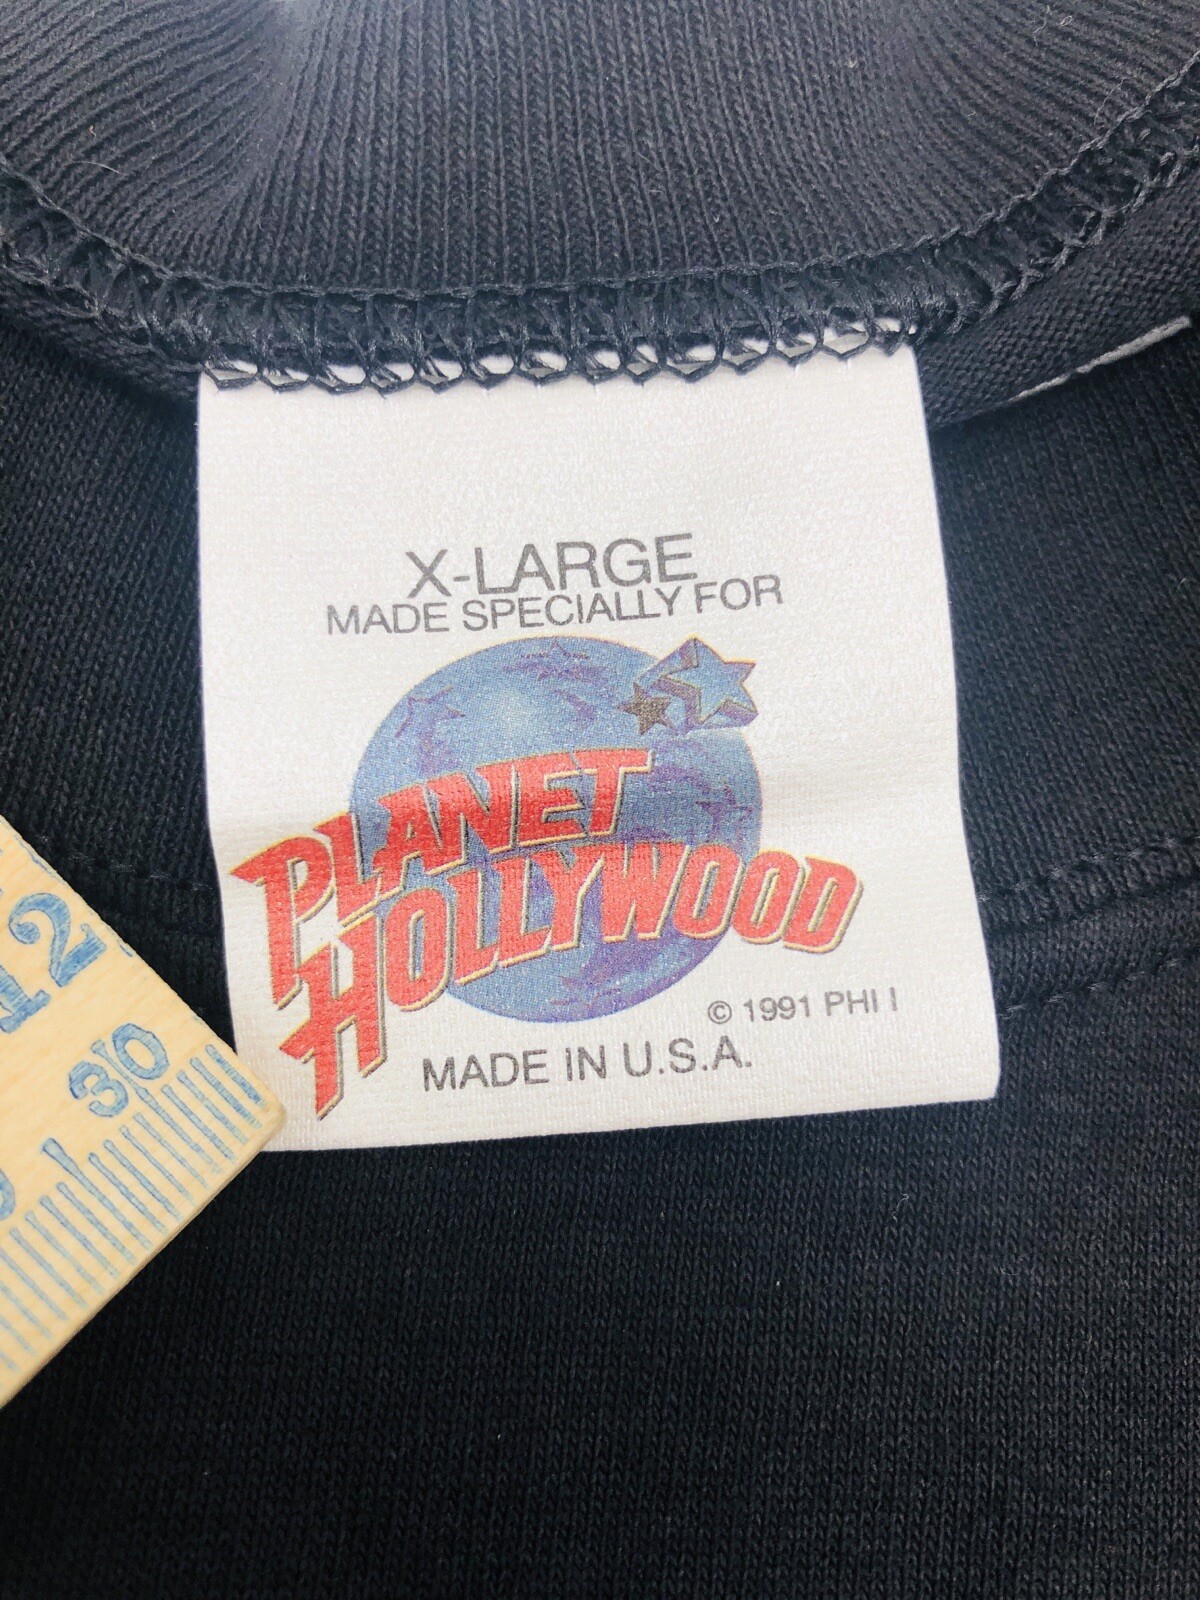 X-LARGE
MADE SPECIALLY FOR
PLANET
HOLLYWOOD
© 1991 PHI I
MADE IN U.S.A.
12
30